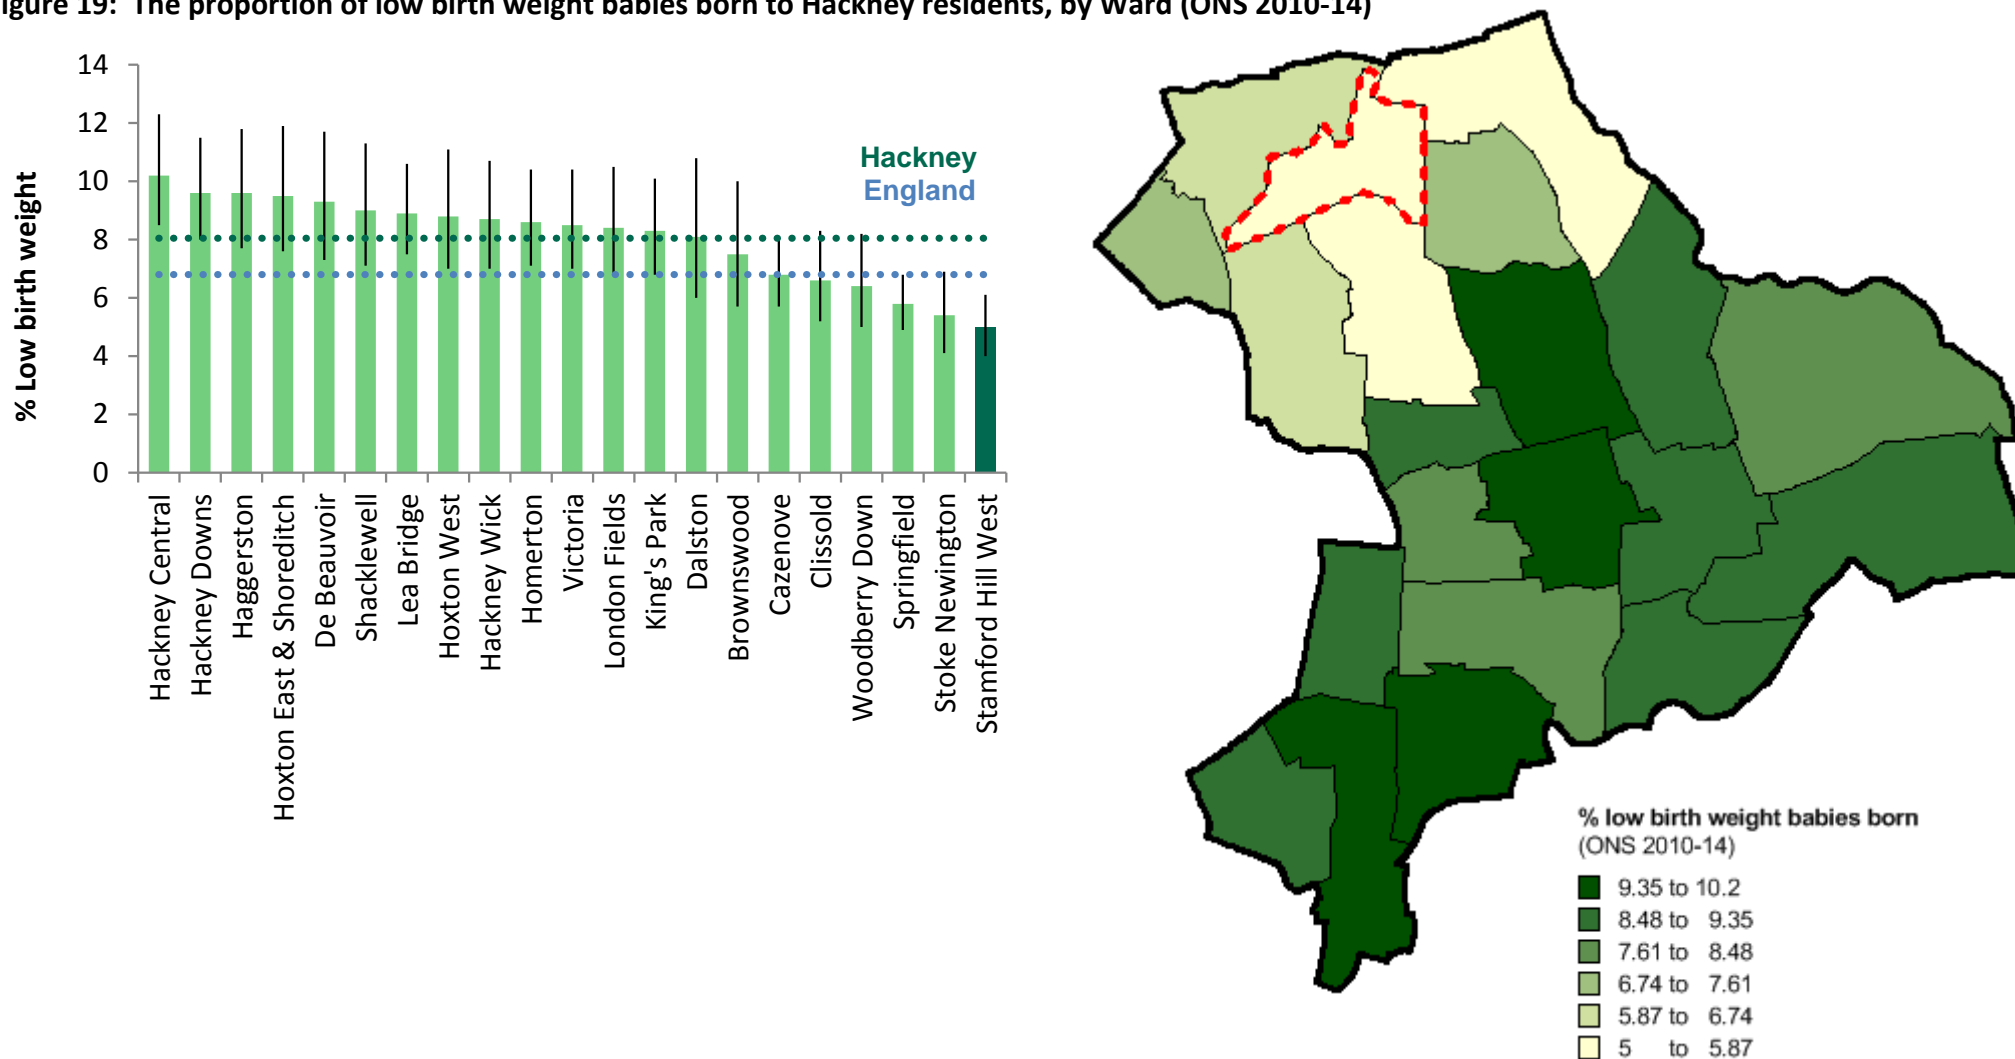 igure 19: The proportion of low birth weight babies born to Hackney residents, by Ward (ONS 2010-14)
% Low birth weight
14
12
10
8
6
4
2
0
Hackney
England
Hackney Central
Hackney Downs
Haggerston
Hoxton East & Shoreditch
De Beauvoir
Shacklewell
Lea Bridge
Hoxton West
Hackney Wick
Homerton
Victoria
London Fields
King's Park
Dalston
Brownswood
Cazenove
Clissold
Woodberry Down
Springfield
Stoke Newington
Stamford Hill West
% low birth weight babies born
(ONS 2010-14)
9.35 to 10.2
8.48 to 9.35
7.61 to 8.48
6.74 to 7.61
5.87 to 6.74
5 to 5.87